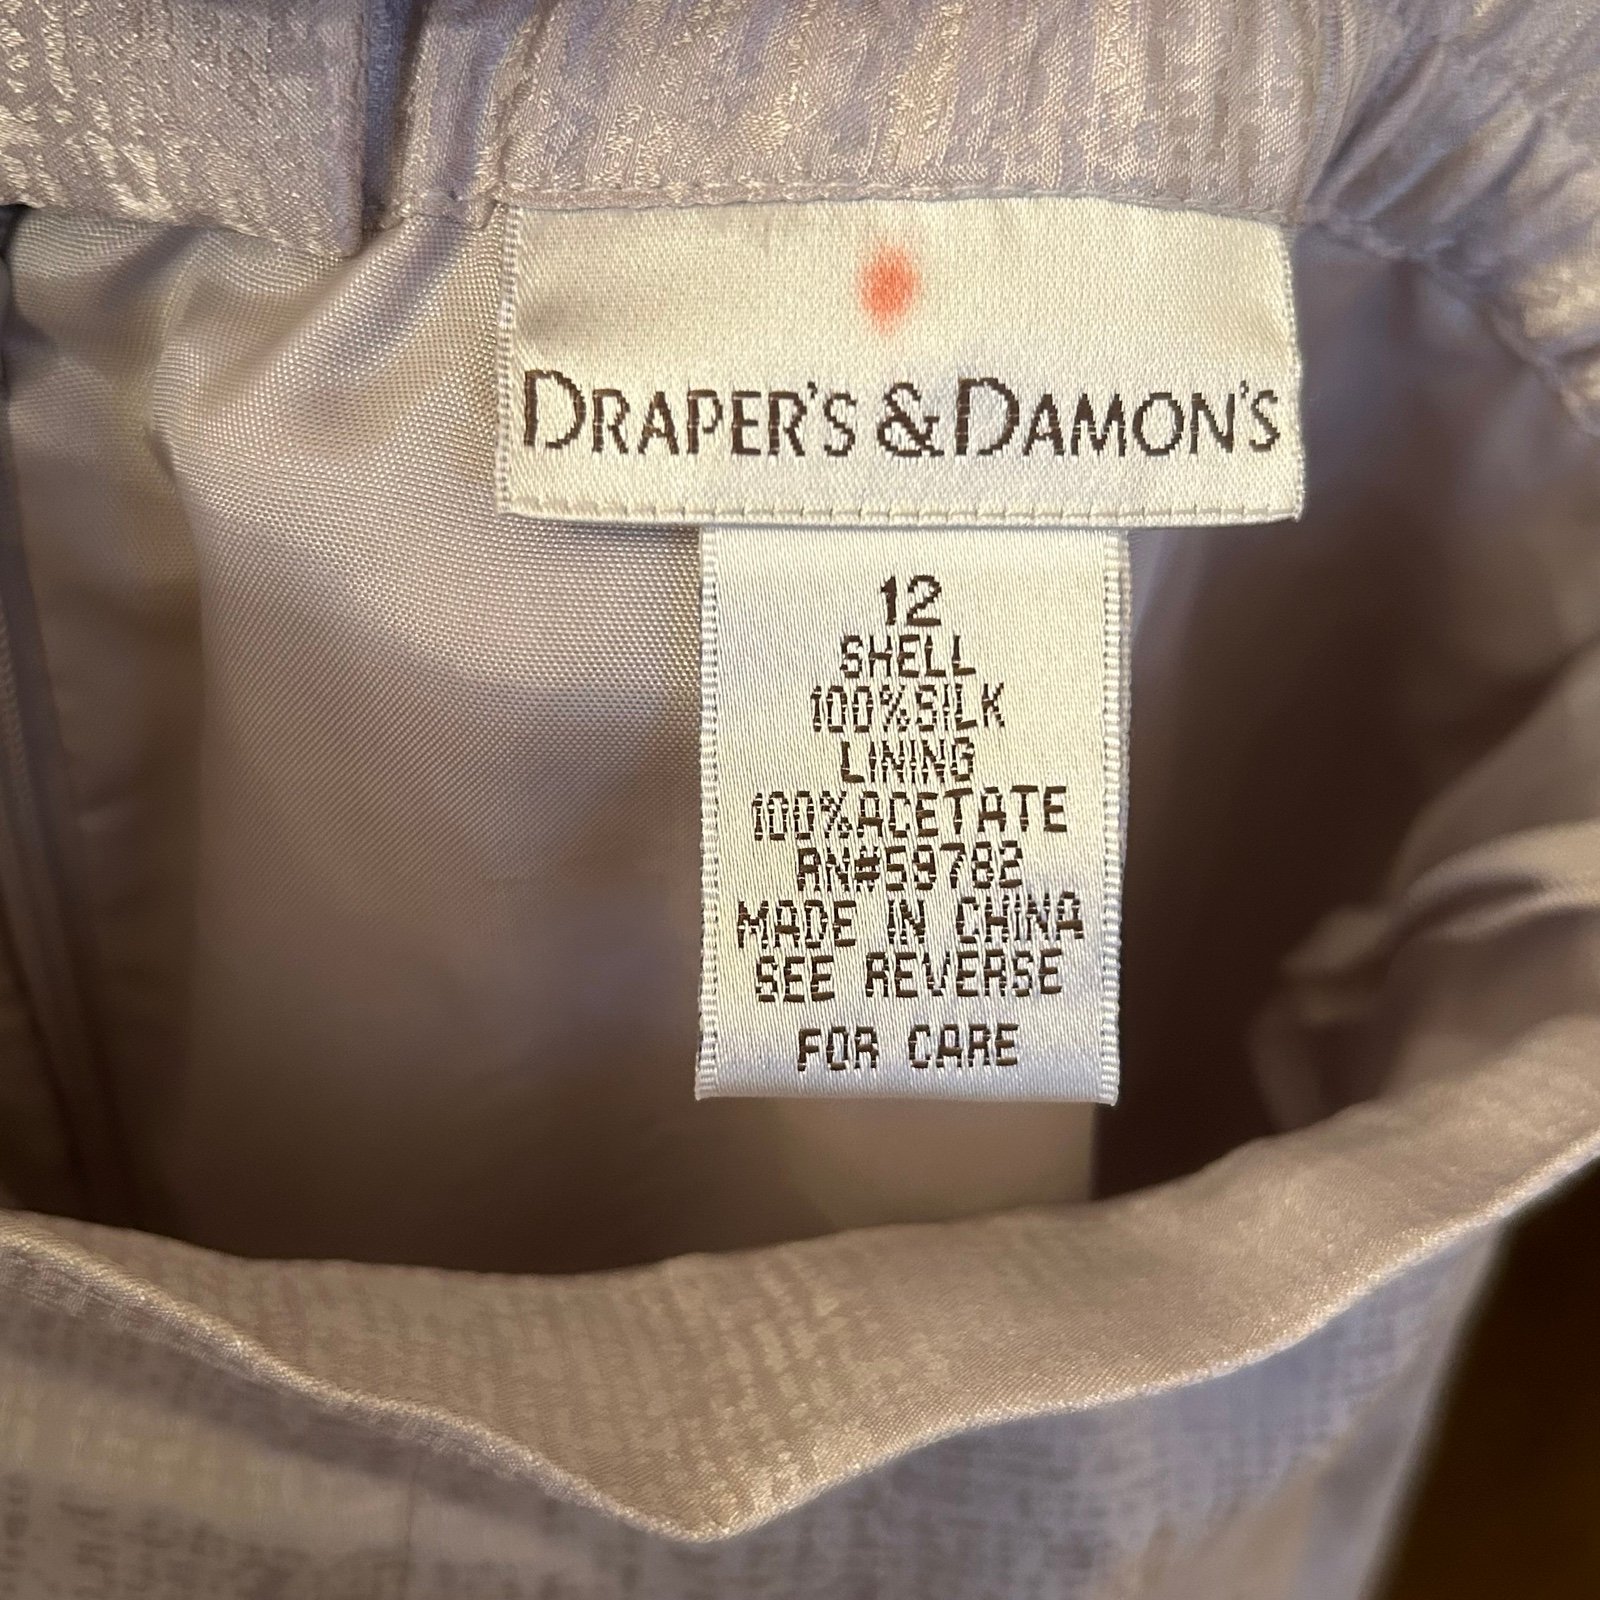 DRAPER'S & DAMON'S
12
SHELL
100%SILK
LINING
100%ACETATE
RN#59782
MADE IN CHINA
SEE REVERSE
FOR CARE